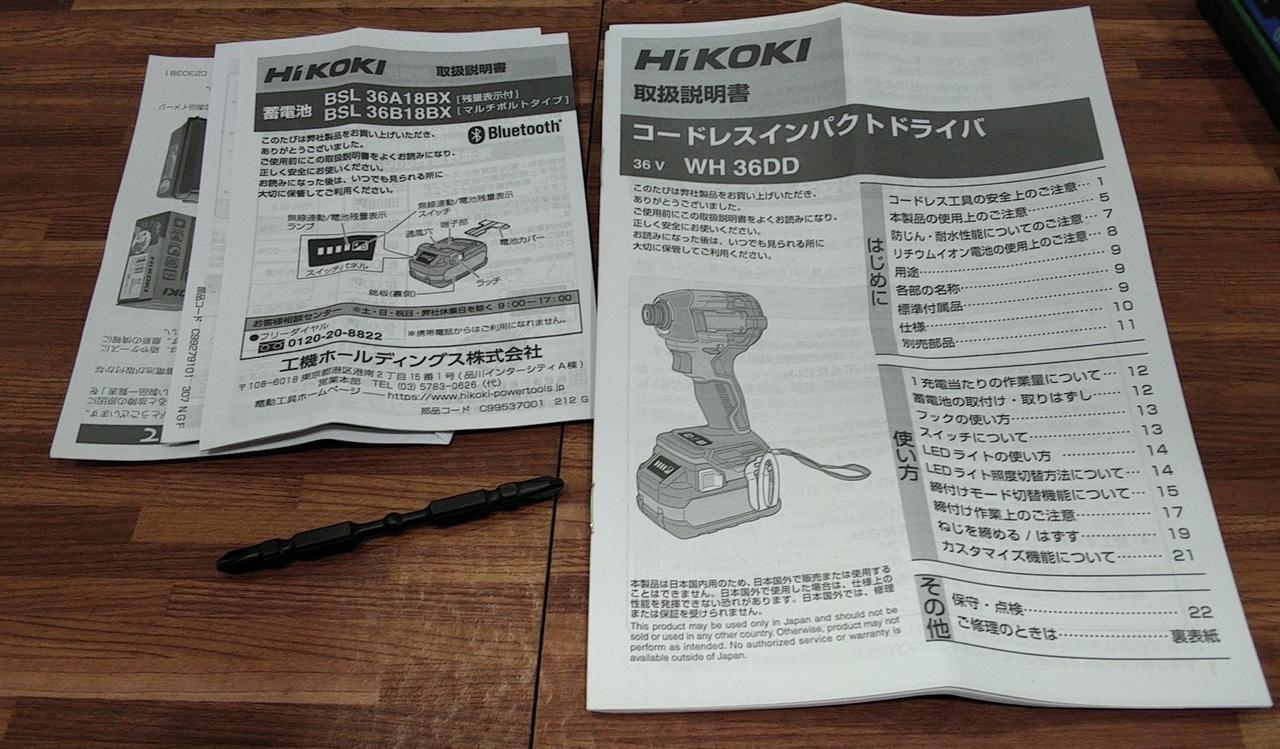 HiKOKI 取扱説明書
蓄電池
BSL 36A18BX [残量表示付]
BSL 36B18BX [マルチボルトタイプ]
このたびは弊社製品をお買い上げいただき、
ありがとうございました。
ご使用前にこの取扱説明書をよくお読みになり、
正しく安全にお使いください。
お読みになった後は、いつでも見られる所に
大切に保管してご利用ください。
Bluetooth®
無線連動/電池残量表示
スイッチ
無線連動/電池残量表示
ランプ
通風穴
端子部
電池カバー
スイッチパネル
ラッチ
銘板(裏側)
お客様相談センター ※土・日・祝日・弊社休業日を除く 9:00~17:00
●フリーダイヤル
0120-20-8822 ※携帯電話からはご利用になれません。
工機ホールディングス株式会社
〒108-6018 東京都港区港南2丁目15番1号(品川インターシティA棟)
営業本部 TEL (03) 5783-0626 (代)
電動工具ホームページ──https://www.hikoki-powertools.jp
部品コード C99537001 212 G
部品コード C99279101 307 N G F
C230381
HiKOKI
HiKOKI
取扱説明書
コードレスインパクトドライバ
36 V WH 36DD
このたびは弊社製品をお買い上げいただき、
ありがとうございました。
ご使用前にこの取扱説明書をよくお読みになり、
正しく安全にお使いください。
お読みになった後は、いつでも見られる所に
大切に保管してご利用ください。
はじめに
コードレス工具の安全上のご注意… 1
本製品の使用上のご注意………… 5
防じん・耐水性能についてのご注意… 7
リチウムイオン電池の使用上のご注意… 8
用途………… 9
各部の名称………… 9
標準付属品………… 9
仕様………… 10
別売部品………… 11
使い方
1充電当たりの作業量について… 12
蓄電池の取付け・取りはずし… 12
フックの使い方………… 13
スイッチについて………… 13
LEDライトの使い方………… 14
LEDライト照度切替方法について… 14
締付けモード切替機能について… 15
締付け作業上のご注意………… 17
ねじを締める / はずす………… 19
カスタマイズ機能について……… 21
その他
保守・点検………… 22
ご修理のときは………… 裏表紙
本製品は日本国内用のため、日本国外で販売または使用する
ことはできません。日本国外で使用した場合は、仕様上の
性能を発揮できない恐れがあります。日本国外では、修理
または保証を受けられません。
This product may be used only in Japan and should not be
sold or used in any other country. Otherwise, product may not
perform as intended. No authorized service or warranty is
available outside of Japan.